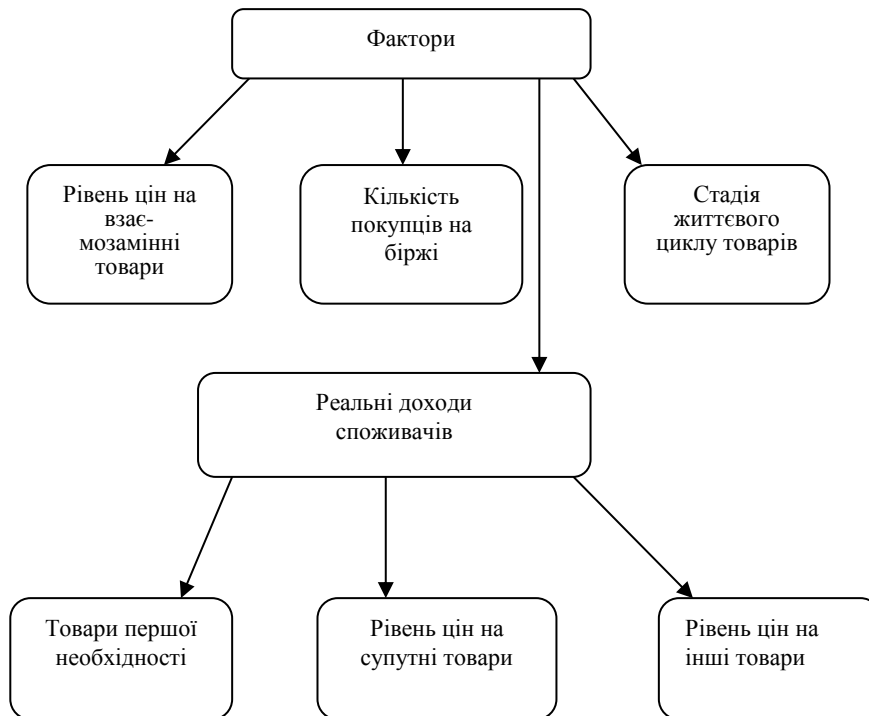 Фактори
Рівень цін на
взає-
мозамінні
товари
Кількість
покупців на
біржі
Стадія
життєвого
циклу товарів
Реальні доходи
споживачів
Товари першої
необхідності
Рівень цін на
супутні товари
Рівень цін на
інші товари